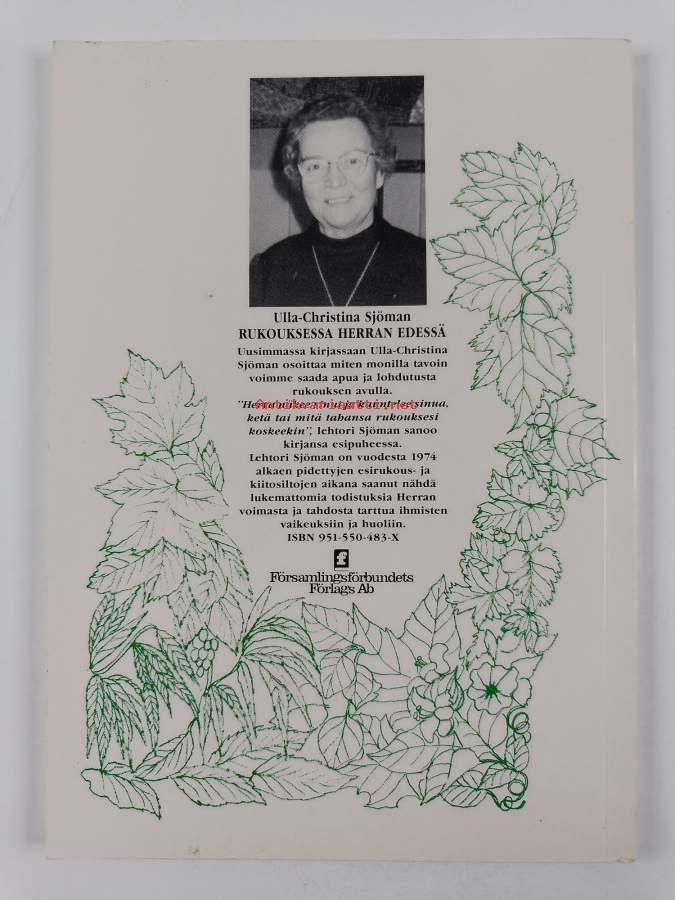 Ulla-Christina Sjöman
RUKOUKSESSA HERRAN EDESSÄ
Uusimmassa kirjassaan Ulla-Christina
Sjöman osoittaa miten monilla tavoin
voimme saada apua ja lohdutusta
rukouksen avulla.
Antikvariaatti.net
sinua,
ketä tai mitä tahansa rukouksesi
koskeekin", lehtori Sjöman sanoo
kirjansa esipuheessa.
Lehtori Sjöman on vuodesta 1974
alkaen pidettyjen esirukous- ja
kiitosiltojen aikana saanut nähdä
lukemattomia todistuksia Herran
voimasta ja tahdosta tarttua ihmisten
vaikeuksiin ja huoliin.
ISBN 951-550-483-X
f
Församlingsförbundets
Förlags Ab